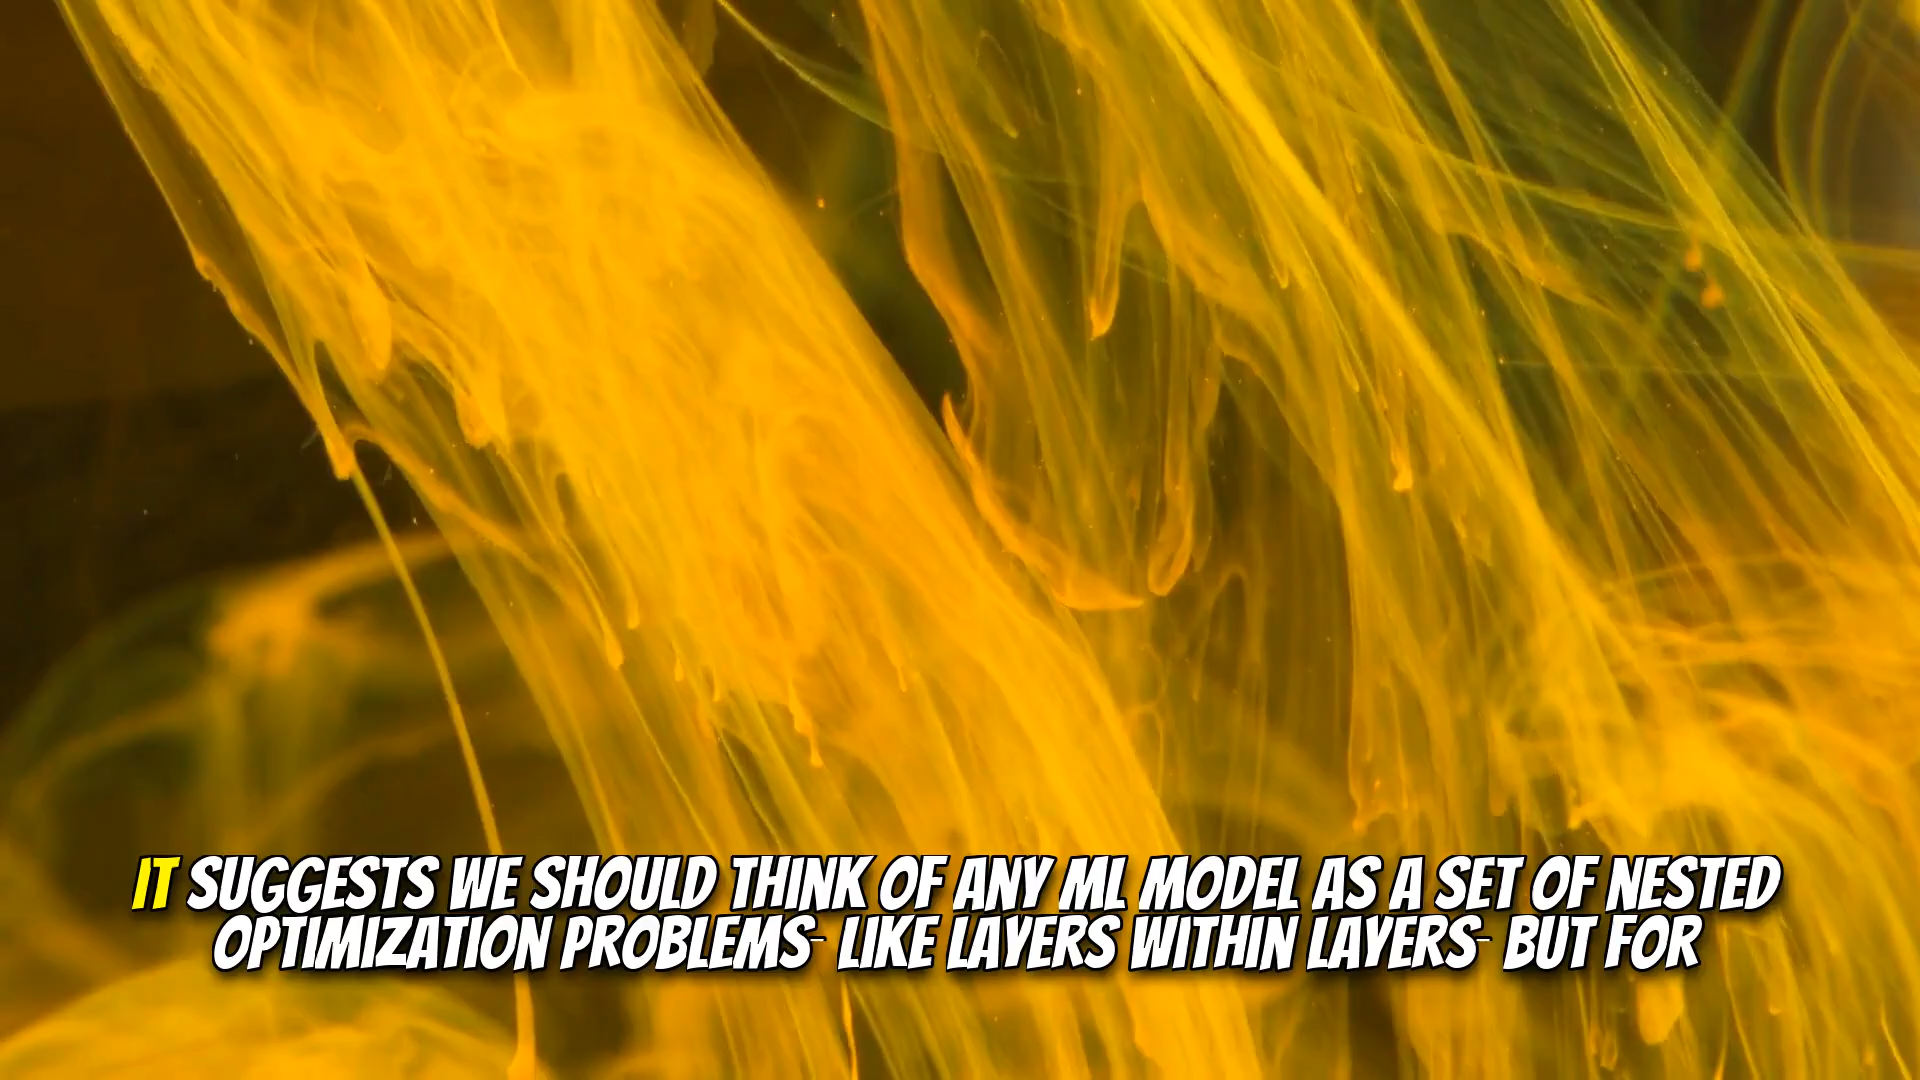 IT SUGGESTS WE SHOULD THINK OF ANY ML MODEL AS A SET OF NESTED
OPTIMIZATION PROBLEMS- LIKE LAYERS WITHIN LAYERS- BUT FOR